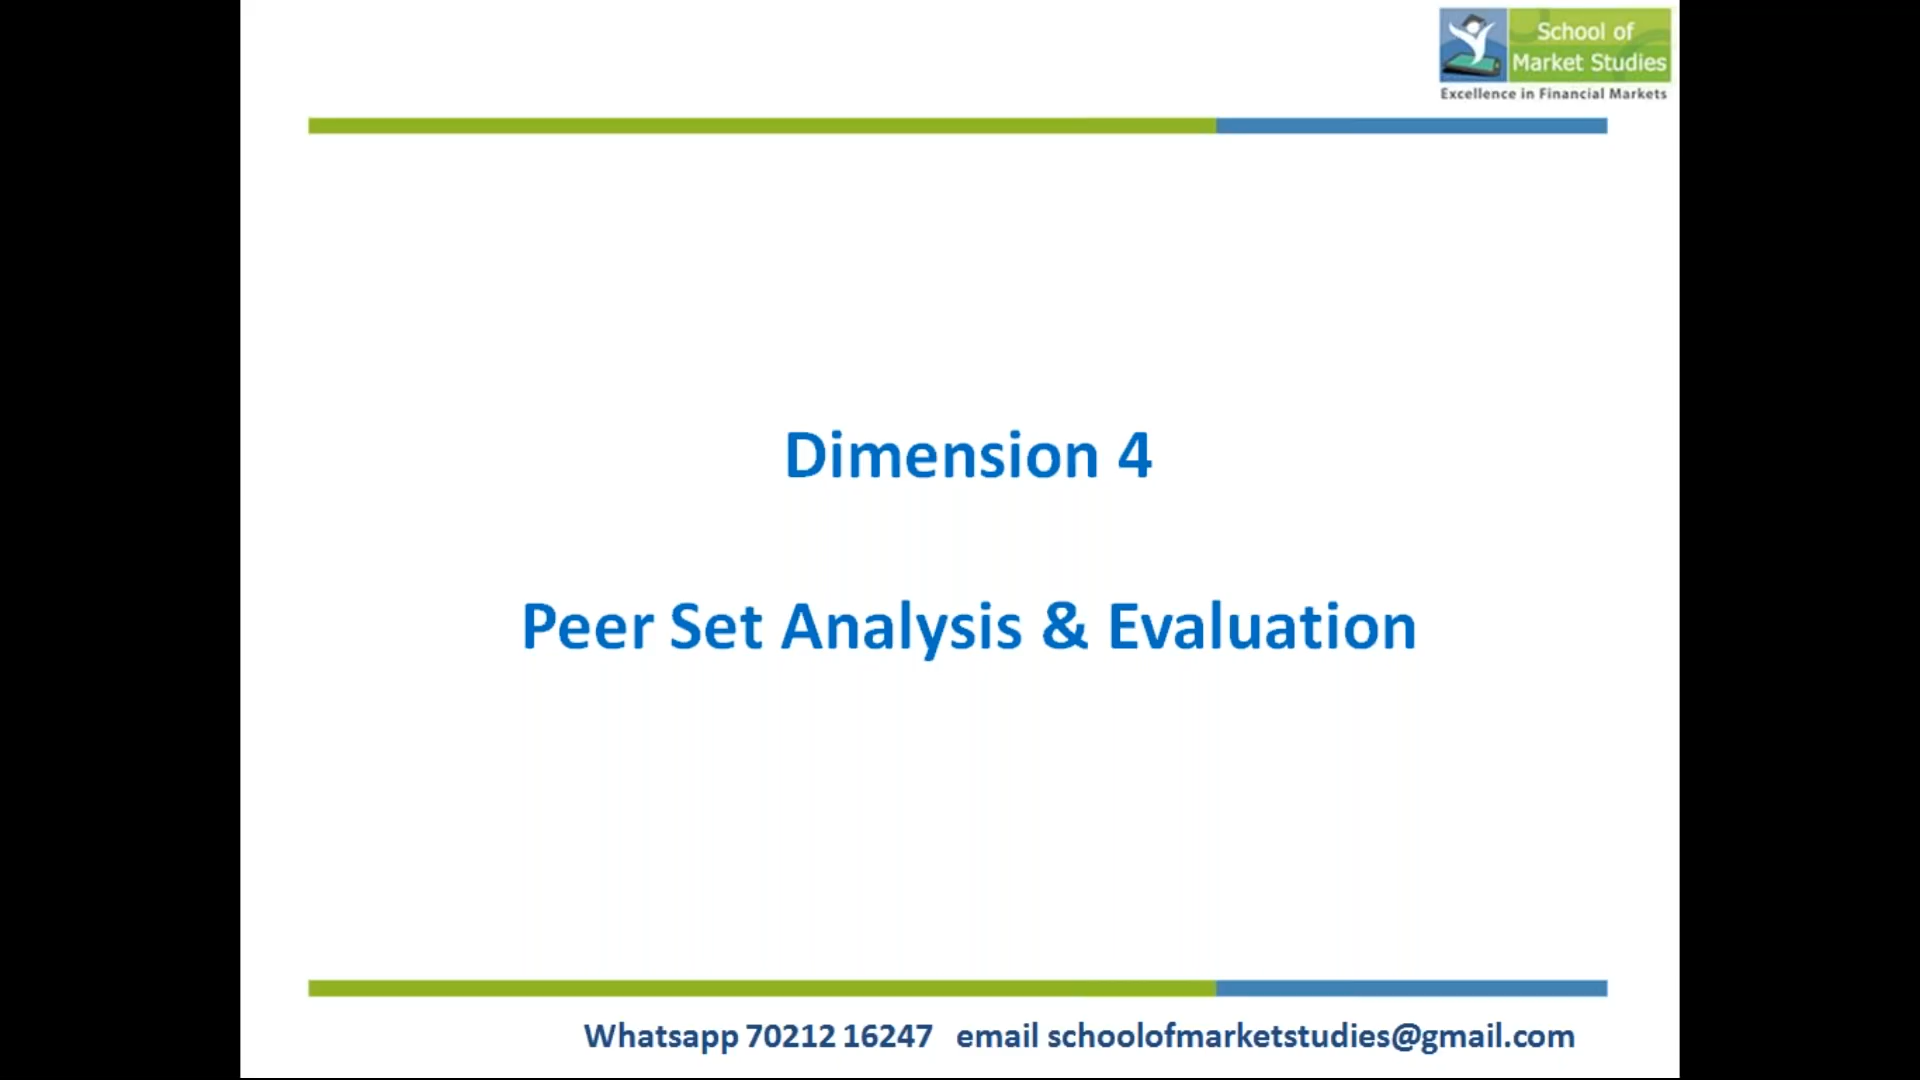 School of
Market Studies
Excellence in Financial Markets
Dimension 4
Peer Set Analysis & Evaluation
Whatsapp 70212 16247 email schoolofmarketstudies@gmail.com